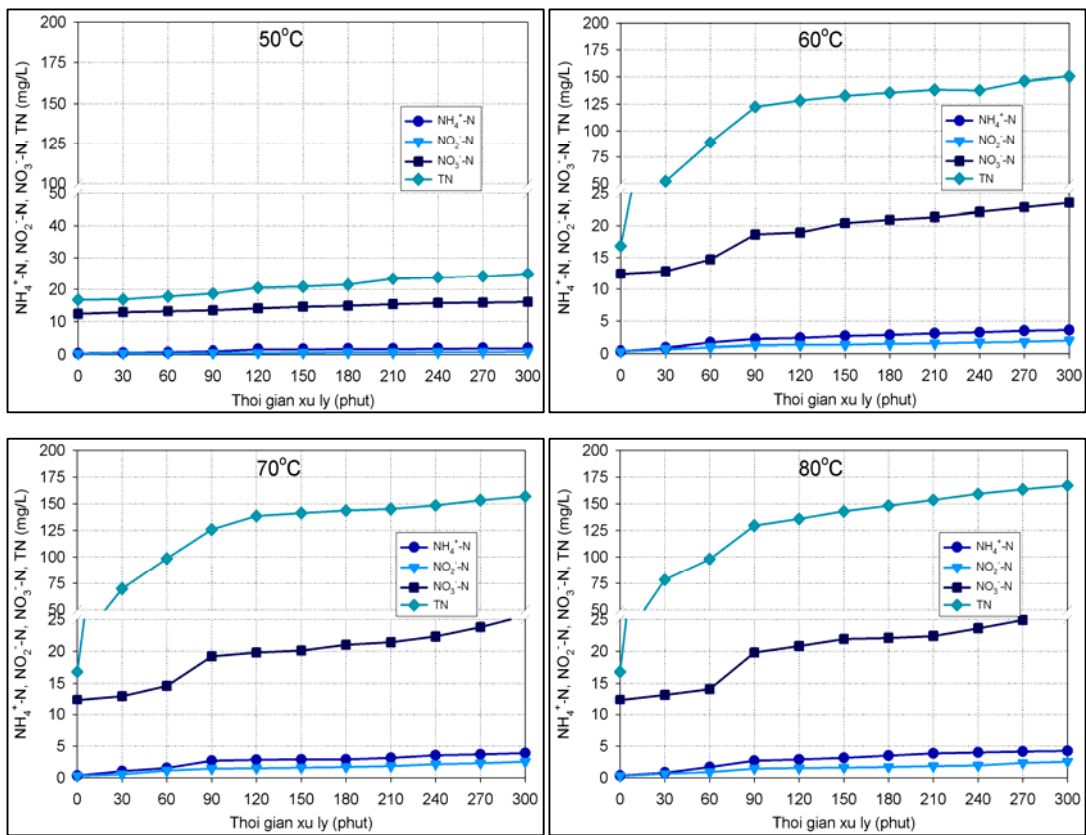 50°C
NH₄⁺-N, NO₂⁻-N, NO₃⁻-N, TN (mg/L)
200
175
150
125
100
50
40
30
20
10
0
NH₄⁺-N
NO₂⁻-N
NO₃⁻-N
TN
0 30 60 90 120 150 180 210 240 270 300
Thoi gian xu ly (phut)
60°C
NH₄⁺-N, NO₂⁻-N, NO₃⁻-N, TN (mg/L)
200
175
150
125
100
75
50
25
20
15
10
5
0
NH₄⁺-N
NO₂⁻-N
NO₃⁻-N
TN
0 30 60 90 120 150 180 210 240 270 300
Thoi gian xu ly (phut)
70°C
NH₄⁺-N, NO₂⁻-N, NO₃⁻-N, TN (mg/L)
200
175
150
125
100
75
50
25
20
15
10
5
0
NH₄⁺-N
NO₂⁻-N
NO₃⁻-N
TN
0 30 60 90 120 150 180 210 240 270 300
Thoi gian xu ly (phut)
80°C
NH₄⁺-N, NO₂⁻-N, NO₃⁻-N, TN (mg/L)
200
175
150
125
100
75
50
25
20
15
10
5
0
NH₄⁺-N
NO₂⁻-N
NO₃⁻-N
TN
0 30 60 90 120 150 180 210 240 270 300
Thoi gian xu ly (phut)